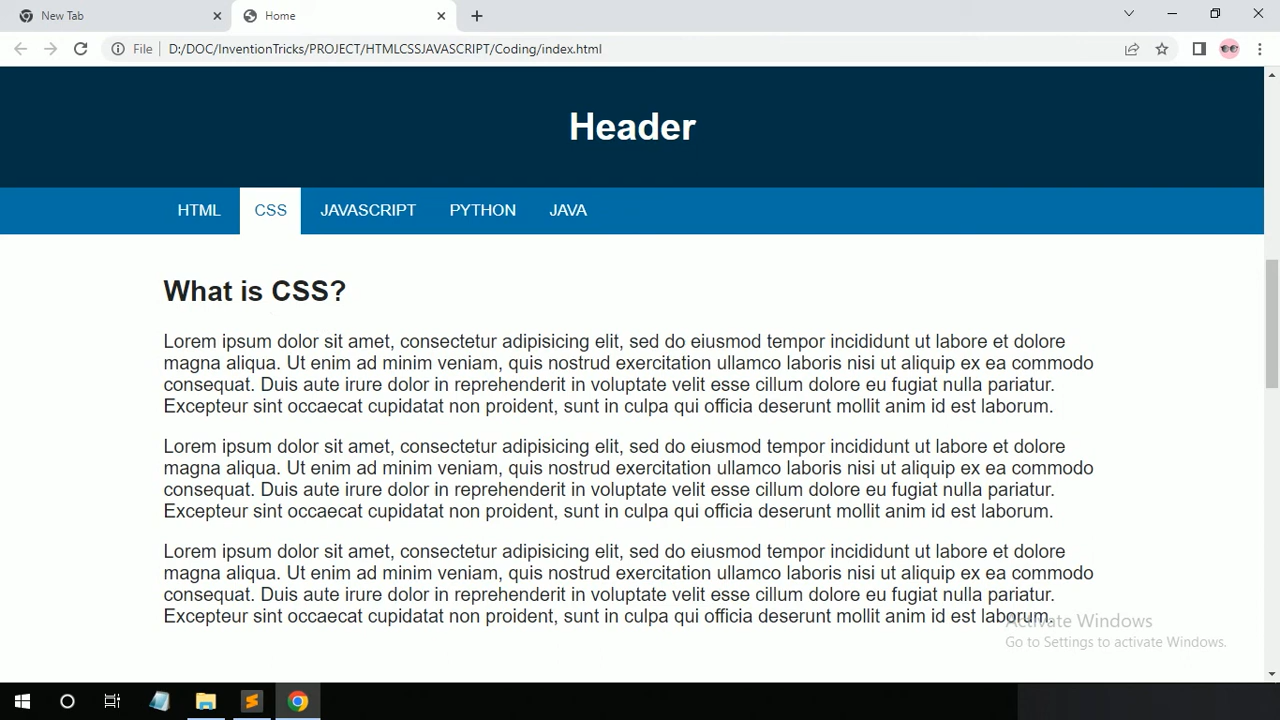 New Tab
Home
File
D:/DOC/InventionTricks/PROJECT/HTMLCSSJAVASCRIPT/Coding/index.html
Header
HTML CSS JAVASCRIPT PYTHON JAVA
What is CSS?
Lorem ipsum dolor sit amet, consectetur adipisicing elit, sed do eiusmod tempor incididunt ut labore et dolore
magna aliqua. Ut enim ad minim veniam, quis nostrud exercitation ullamco laboris nisi ut aliquip ex ea commodo
consequat. Duis aute irure dolor in reprehenderit in voluptate velit esse cillum dolore eu fugiat nulla pariatur.
Excepteur sint occaecat cupidatat non proident, sunt in culpa qui officia deserunt mollit anim id est laborum.
Lorem ipsum dolor sit amet, consectetur adipisicing elit, sed do eiusmod tempor incididunt ut labore et dolore
magna aliqua. Ut enim ad minim veniam, quis nostrud exercitation ullamco laboris nisi ut aliquip ex ea commodo
consequat. Duis aute irure dolor in reprehenderit in voluptate velit esse cillum dolore eu fugiat nulla pariatur.
Excepteur sint occaecat cupidatat non proident, sunt in culpa qui officia deserunt mollit anim id est laborum.
Lorem ipsum dolor sit amet, consectetur adipisicing elit, sed do eiusmod tempor incididunt ut labore et dolore
magna aliqua. Ut enim ad minim veniam, quis nostrud exercitation ullamco laboris nisi ut aliquip ex ea commodo
consequat. Duis aute irure dolor in reprehenderit in voluptate velit esse cillum dolore eu fugiat nulla pariatur.
Excepteur sint occaecat cupidatat non proident, sunt in culpa qui officia deserunt mollit anim id est laborum.
Activate Windows
Go to Settings to activate Windows.